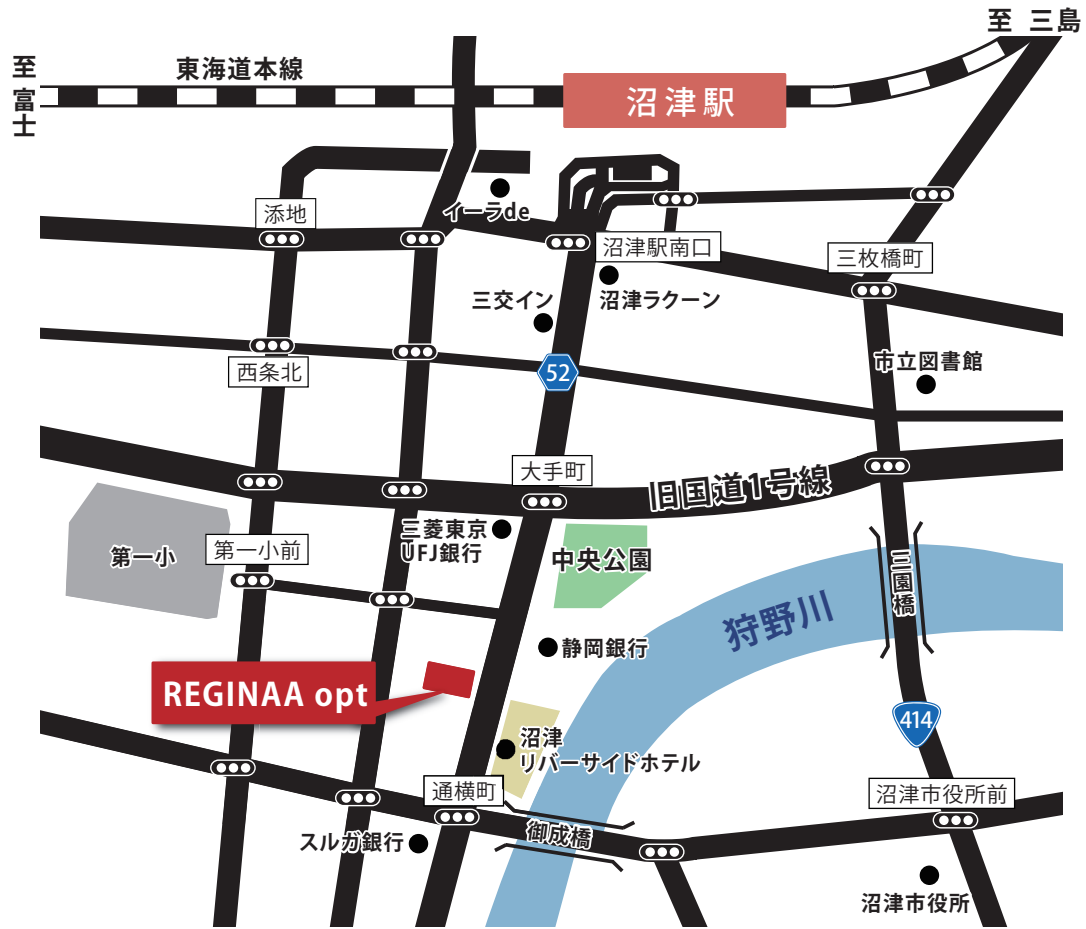 至 三島
至富士
東海道本線
沼津駅
イーラde
添地
沼津駅南口
三枚橋町
三交イン
沼津ラクーン
西条北
52
市立図書館
大手町
旧国道1号線
三菱東京
UFJ銀行
中央公園
第一小
第一小前
三園橋
狩野川
静岡銀行
REGINAA opt
414
沼津
リバーサイドホテル
通横町
沼津市役所前
御成橋
スルガ銀行
沼津市役所